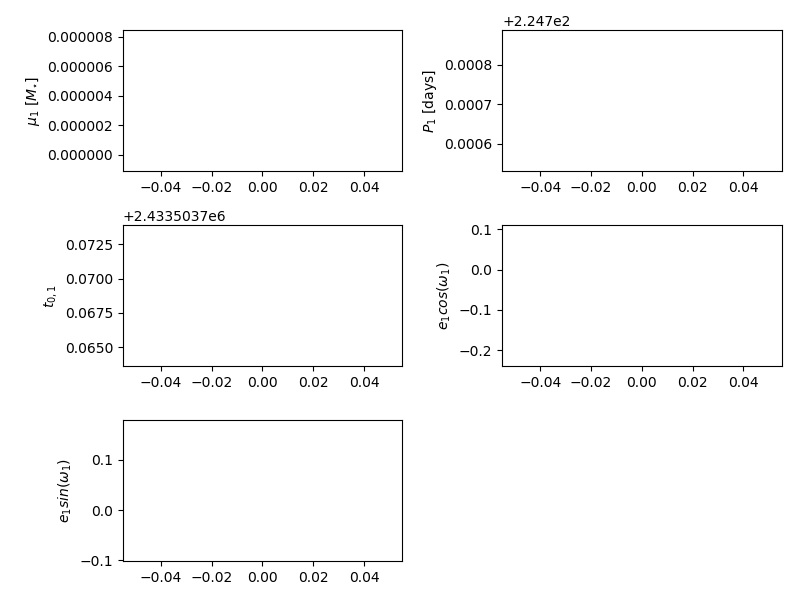 0.000008
0.000006
0.000004
0.000002
0.000000
μ₁ [M⋆]
−0.04 −0.02 0.00 0.02 0.04
+2.247e2
0.0008
0.0007
0.0006
P₁ [days]
−0.04 −0.02 0.00 0.02 0.04
+2.4335037e6
0.0725
0.0700
0.0675
0.0650
t₀,₁
−0.04 −0.02 0.00 0.02 0.04
0.1
0.0
−0.1
−0.2
e₁cos(ω₁)
−0.04 −0.02 0.00 0.02 0.04
0.1
0.0
−0.1
e₁sin(ω₁)
−0.04 −0.02 0.00 0.02 0.04